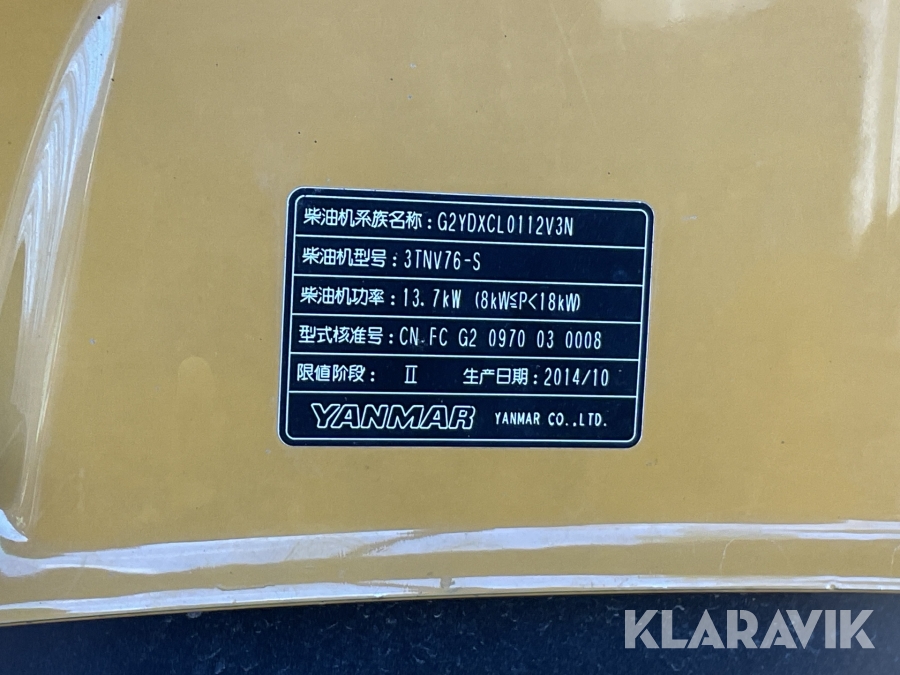 柴油机系族名称:G2YDXCL0112V3N
柴油机型号:3TNV76-S
柴油机功率:13.7kW (8kW≦P<18kW)
型式核准号:CN FC G2 0970 03 0008
限值阶段: Ⅱ 生产日期:2014/10
YANMAR YANMAR CO.,LTD.
KLARAVIK